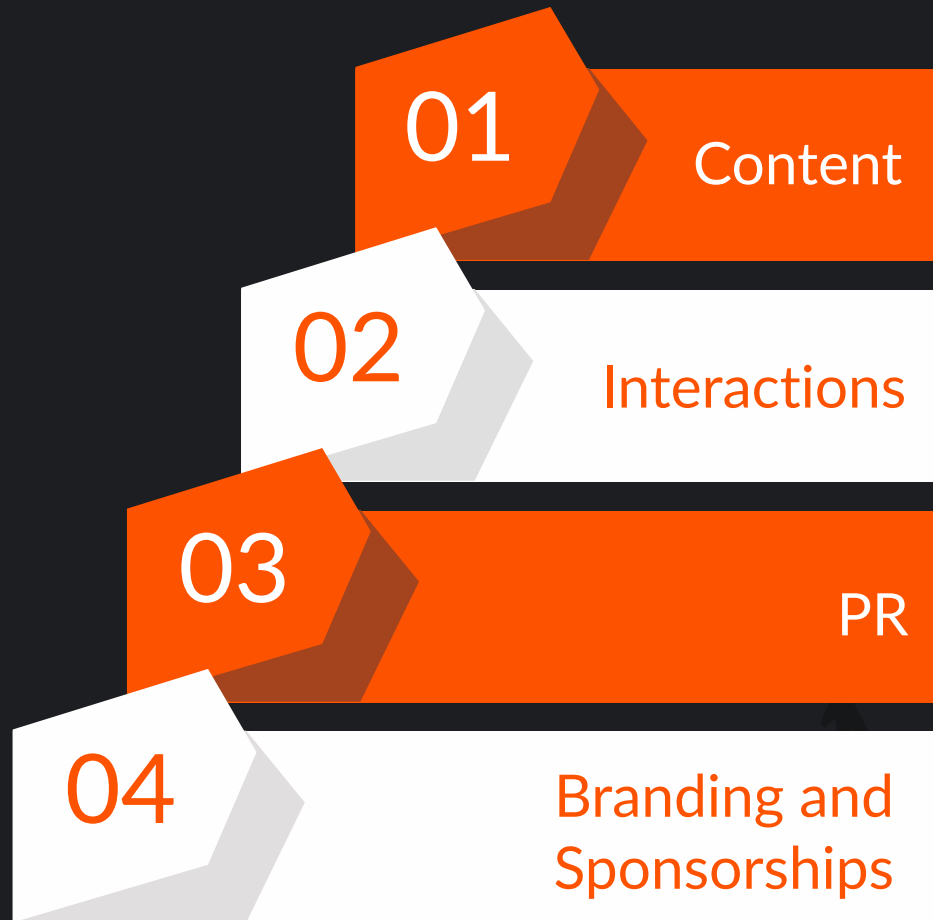 01
Content
02
Interactions
03
PR
04
Branding and
Sponsorships